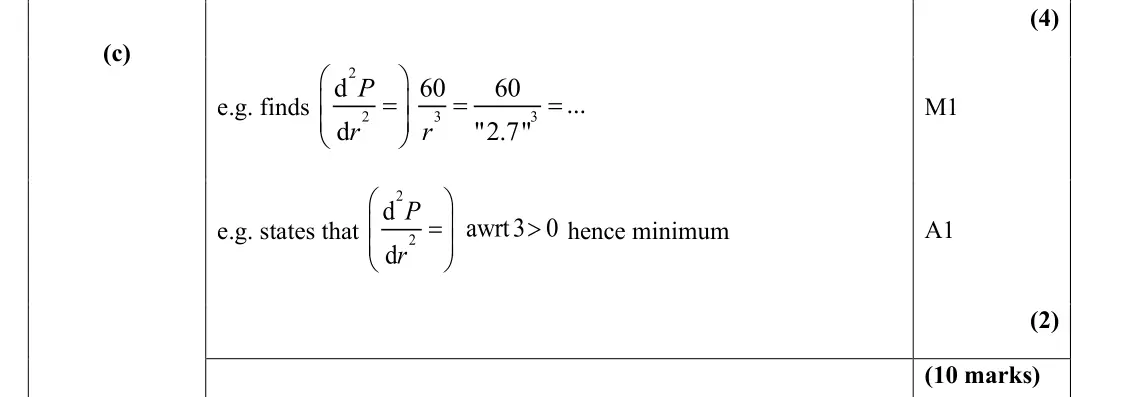 (4)
(c)
e.g. finds (d²P/dr² =) 60/r³ = 60/"2.7"³ = ... M1
e.g. states that (d²P/dr² =) awrt 3 > 0 hence minimum A1
(2)
(10 marks)